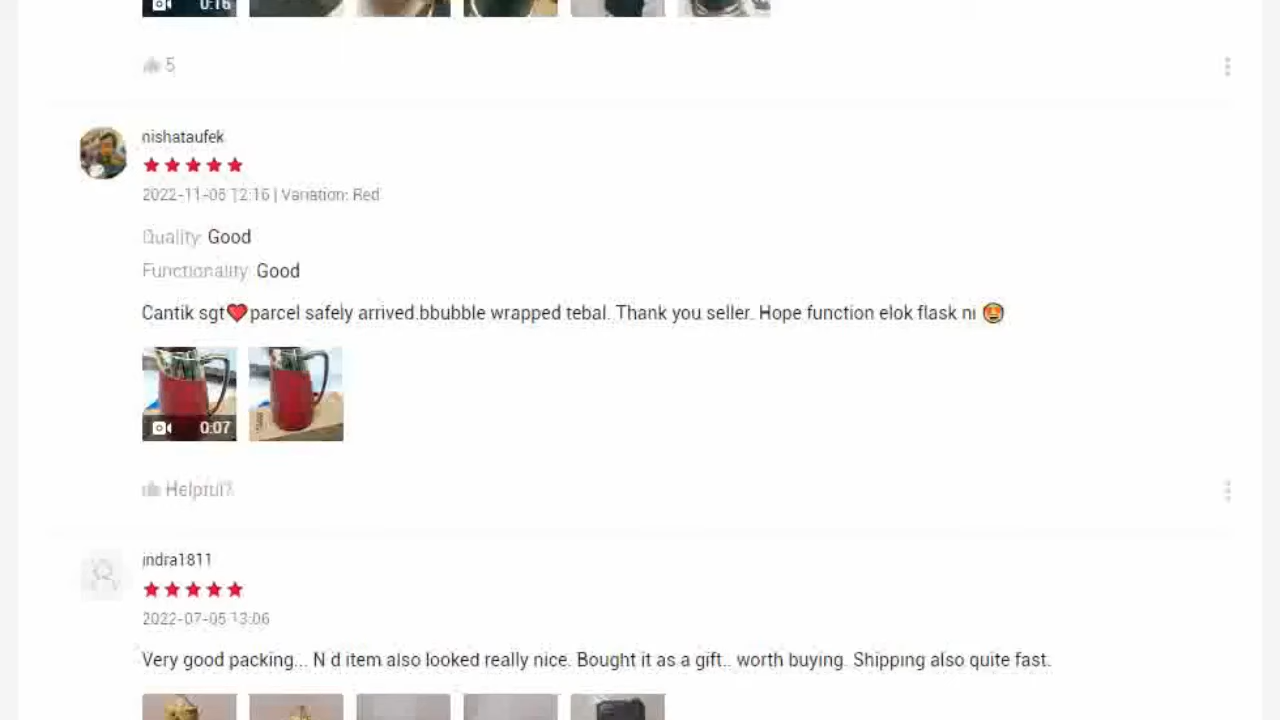 0:16
5
nishataufek
2022-11-06 12:16 | Variation: Red
Quality: Good
Functionality: Good
Cantik sgt❤️parcel safely arrived.bbubble wrapped tebal. Thank you seller. Hope function elok flask ni 🤩
0:07
Helpful?
indra1811
2022-07-05 13:06
Very good packing... N d item also looked really nice. Bought it as a gift.. worth buying. Shipping also quite fast.